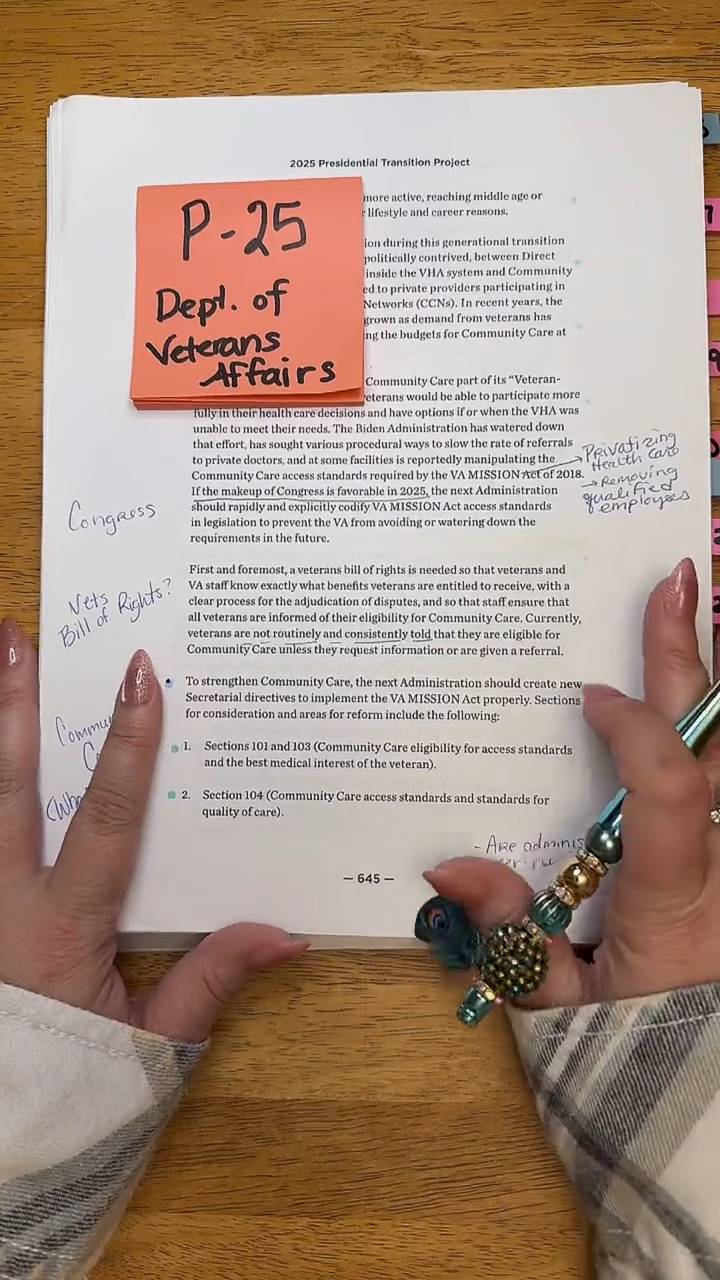 2025 Presidential Transition Project
P-25
Dept. of
Veterans
Affairs
more active, reaching middle age or
lifestyle and career reasons.
ion during this generational transition
politically contrived, between Direct
inside the VHA system and Community
ed to private providers participating in
Networks (CCNs). In recent years, the
grown as demand from veterans has
ng the budgets for Community Care at
Community Care part of its “Veteran-
veterans would be able to participate more
fully in their health care decisions and have options if or when the VHA was
unable to meet their needs. The Biden Administration has watered down
that effort, has sought various procedural ways to slow the rate of referrals
to private doctors, and at some facilities is reportedly manipulating the
Community Care access standards required by the VA MISSION Act of 2018.
If the makeup of Congress is favorable in 2025, the next Administration
should rapidly and explicitly codify VA MISSION Act access standards
in legislation to prevent the VA from avoiding or watering down the
requirements in the future.
Privatizing
Health Care
→ Removing
qualified
employees
Congress
First and foremost, a veterans bill of rights is needed so that veterans and
VA staff know exactly what benefits veterans are entitled to receive, with a
clear process for the adjudication of disputes, and so that staff ensure that
all veterans are informed of their eligibility for Community Care. Currently,
veterans are not routinely and consistently told that they are eligible for
Community Care unless they request information or are given a referral.
Vets
Bill of Rights?
To strengthen Community Care, the next Administration should create new
Secretarial directives to implement the VA MISSION Act properly. Sections
for consideration and areas for reform include the following:
1. Sections 101 and 103 (Community Care eligibility for access standards
and the best medical interest of the veteran).
2. Section 104 (Community Care access standards and standards for
quality of care).
Commu
C
(Wh
- Are adminis
— 645 —